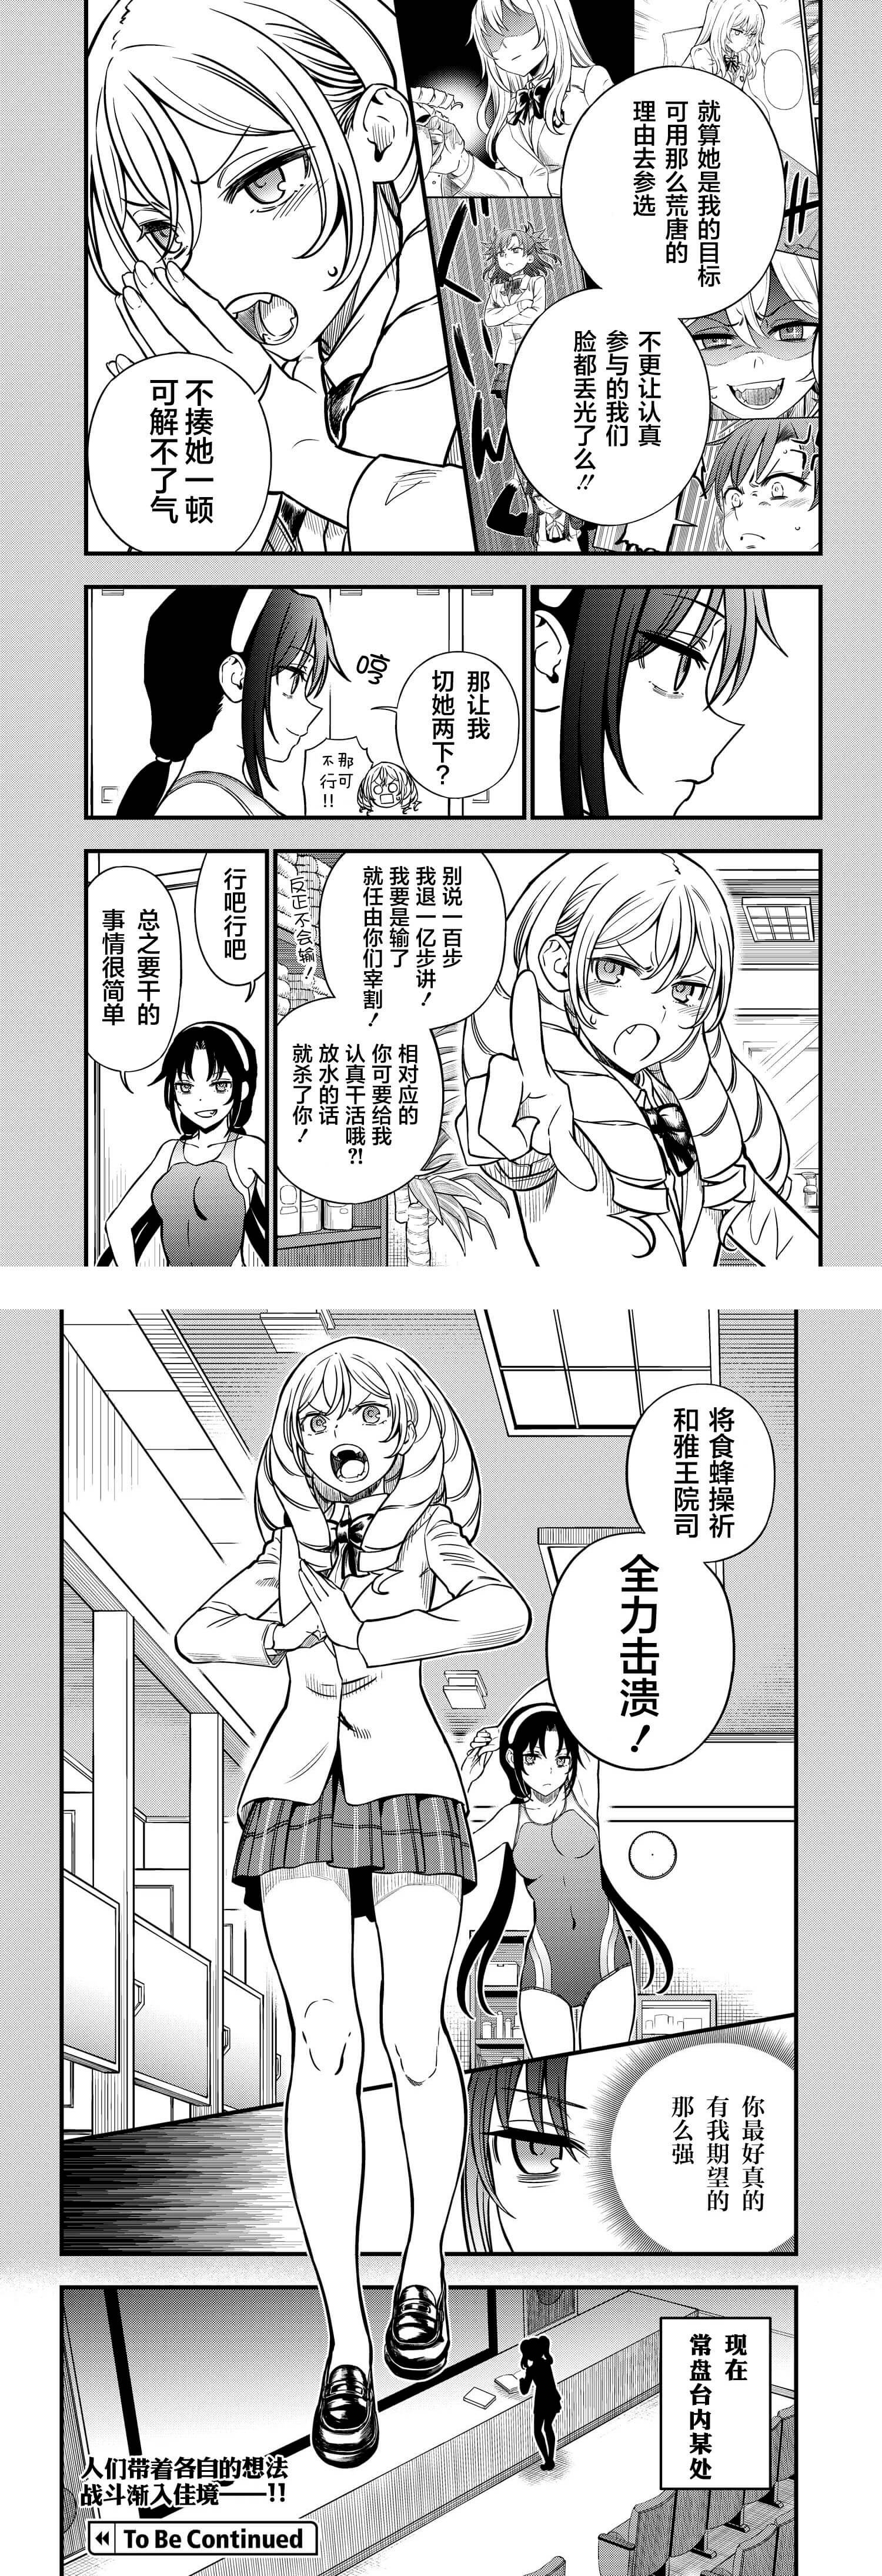 就算她是我的目标
可用那么荒唐的
理由去参选
不更让认真
参与的我们
脸都丢光了么!!
不揍她一顿
可解不了气
那让我
切她两下？
哼
那可
不行!!
别说一百步
我退一亿步讲！
我要是输了
就任由你们宰割！
反正不会输！
相对应的
你可要给我
认真干活哦?!
放水的话
就杀了你！
行吧行吧
总之要干的
事情很简单
将食蜂操祈
和雅王院司
全力击溃！
你最好真的
有我期望的
那么强
现在
常盘台内某处
人们带着各自的想法
战斗渐入佳境——!!
To Be Continued